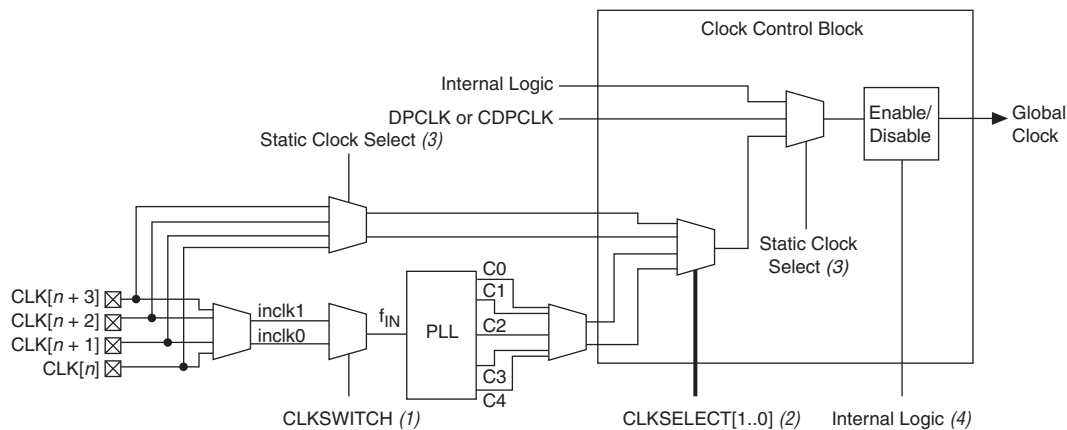 Clock Control Block
Internal Logic
DPCLK or CDPCLK
Static Clock Select (3)
Enable/
Disable
Global
Clock
Static Clock
Select (3)
CLK[n + 3]
CLK[n + 2]
CLK[n + 1]
CLK[n]
inclk1
inclk0
fIN
PLL
C0
C1
C2
C3
C4
CLKSWITCH (1)
CLKSELECT[1..0] (2)
Internal Logic (4)